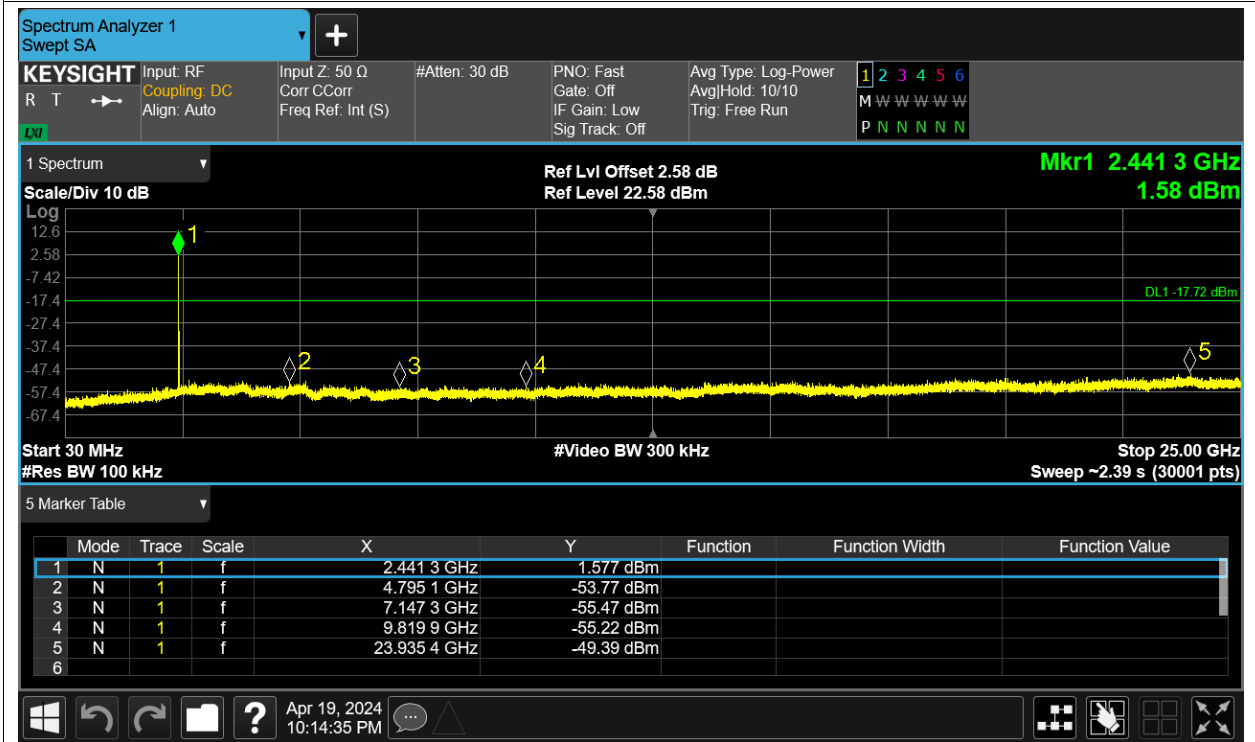 Spectrum Analyzer 1
Swept SA
+
KEYSIGHT
R T
LXI
Input: RF
Coupling: DC
Align: Auto
Input Z: 50 Ω
Corr CCorr
Freq Ref: Int (S)
#Atten: 30 dB
PNO: Fast
Gate: Off
IF Gain: Low
Sig Track: Off
Avg Type: Log-Power
Avg|Hold: 10/10
Trig: Free Run
1 2 3 4 5 6
M W W W W W
P N N N N N
1 Spectrum
Scale/Div 10 dB
Ref Lvl Offset 2.58 dB
Ref Level 22.58 dBm
Mkr1 2.441 3 GHz
1.58 dBm
Log
12.6
2.58
-7.42
-17.4
-27.4
-37.4
-47.4
-57.4
-67.4
1
2
3
4
5
DL1 -17.72 dBm
Start 30 MHz
#Video BW 300 kHz
Stop 25.00 GHz
#Res BW 100 kHz
Sweep ~2.39 s (30001 pts)
5 Marker Table
Mode Trace Scale X Y Function Function Width Function Value
1 N 1 f 2.441 3 GHz 1.577 dBm
2 N 1 f 4.795 1 GHz -53.77 dBm
3 N 1 f 7.147 3 GHz -55.47 dBm
4 N 1 f 9.819 9 GHz -55.22 dBm
5 N 1 f 23.935 4 GHz -49.39 dBm
6
?
Apr 19, 2024
10:14:35 PM